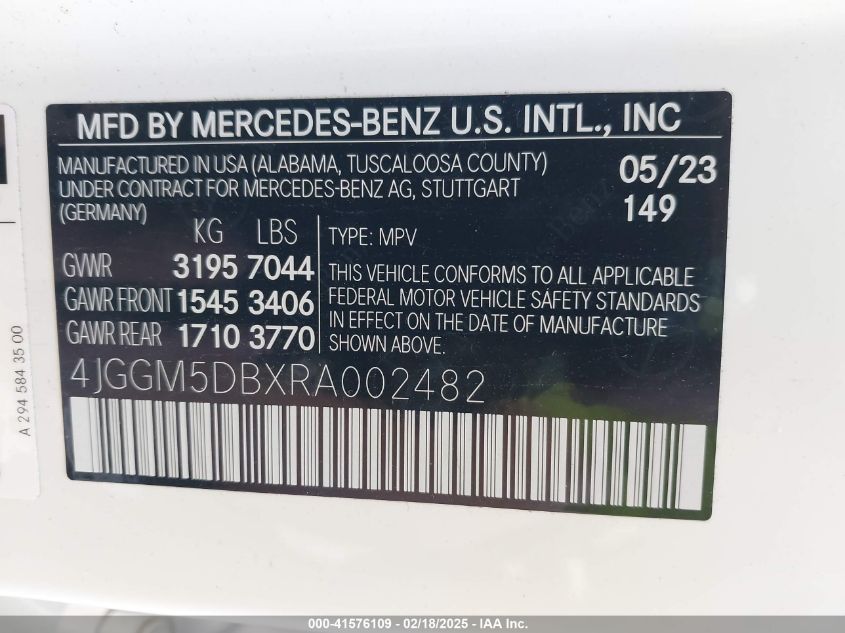 MFD BY MERCEDES-BENZ U.S. INTL., INC
MANUFACTURED IN USA (ALABAMA, TUSCALOOSA COUNTY)
UNDER CONTRACT FOR MERCEDES-BENZ AG, STUTTGART
(GERMANY)
05/23
149
KG LBS
GVWR 3195 7044
GAWR FRONT 1545 3406
GAWR REAR 1710 3770
TYPE: MPV
THIS VEHICLE CONFORMS TO ALL APPLICABLE
FEDERAL MOTOR VEHICLE SAFETY STANDARDS
IN EFFECT ON THE DATE OF MANUFACTURE
SHOWN ABOVE.
4JGGM5DBXRA002482
A 294 584 35 00
000-41576109 - 02/18/2025 - IAA Inc.